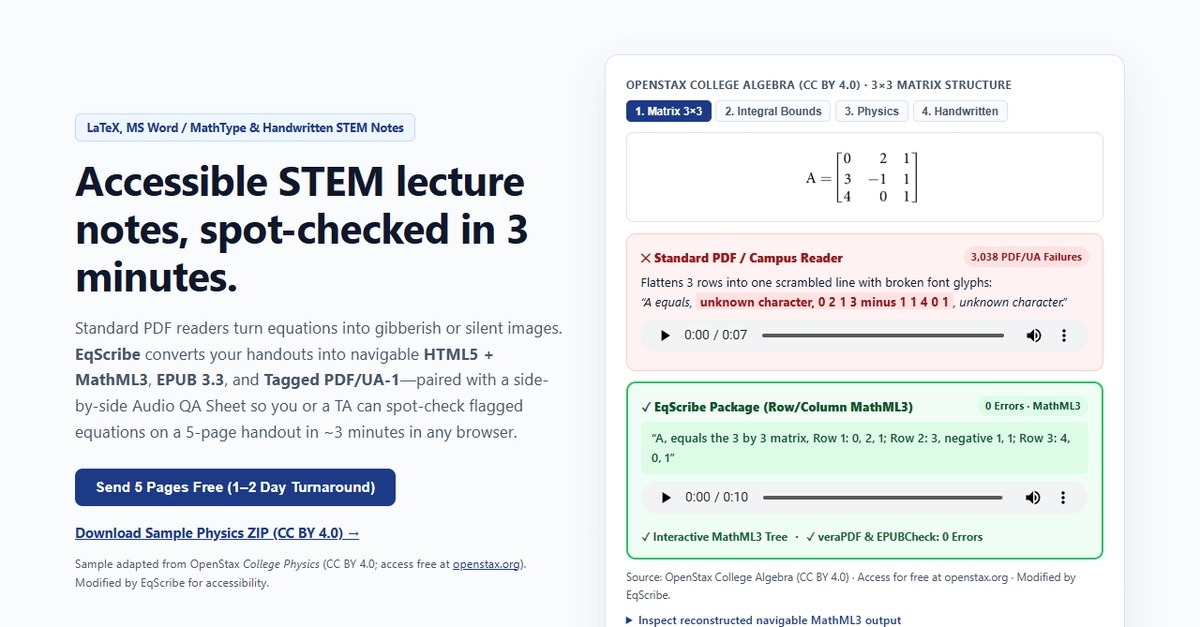 LaTeX, MS Word / MathType & Handwritten STEM Notes
Accessible STEM lecture
notes, spot-checked in 3
minutes.
Standard PDF readers turn equations into gibberish or silent images.
EqScribe converts your handouts into navigable HTML5 +
MathML3, EPUB 3.3, and Tagged PDF/UA-1—paired with a side-
by-side Audio QA Sheet so you or a TA can spot-check flagged
equations on a 5-page handout in ~3 minutes in any browser.
Send 5 Pages Free (1–2 Day Turnaround)
Download Sample Physics ZIP (CC BY 4.0) →
Sample adapted from OpenStax College Physics (CC BY 4.0; access free at openstax.org).
Modified by EqScribe for accessibility.
OPENSTAX COLLEGE ALGEBRA (CC BY 4.0) · 3×3 MATRIX STRUCTURE
1. Matrix 3×3 2. Integral Bounds 3. Physics 4. Handwritten
0 2 1
A = 3 −1 1
4 0 1
✕ Standard PDF / Campus Reader 3,038 PDF/UA Failures
Flattens 3 rows into one scrambled line with broken font glyphs:
“A equals, unknown character, 0 2 1 3 minus 1 1 4 0 1, unknown character.”
0:00 / 0:07
✓ EqScribe Package (Row/Column MathML3) 0 Errors · MathML3
“A, equals the 3 by 3 matrix, Row 1: 0, 2, 1; Row 2: 3, negative 1, 1; Row 3: 4,
0, 1”
0:00 / 0:10
✓ Interactive MathML3 Tree · ✓ veraPDF & EPUBCheck: 0 Errors
Source: OpenStax College Algebra (CC BY 4.0) · Access for free at openstax.org · Modified by
EqScribe.
▶ Inspect reconstructed navigable MathML3 output